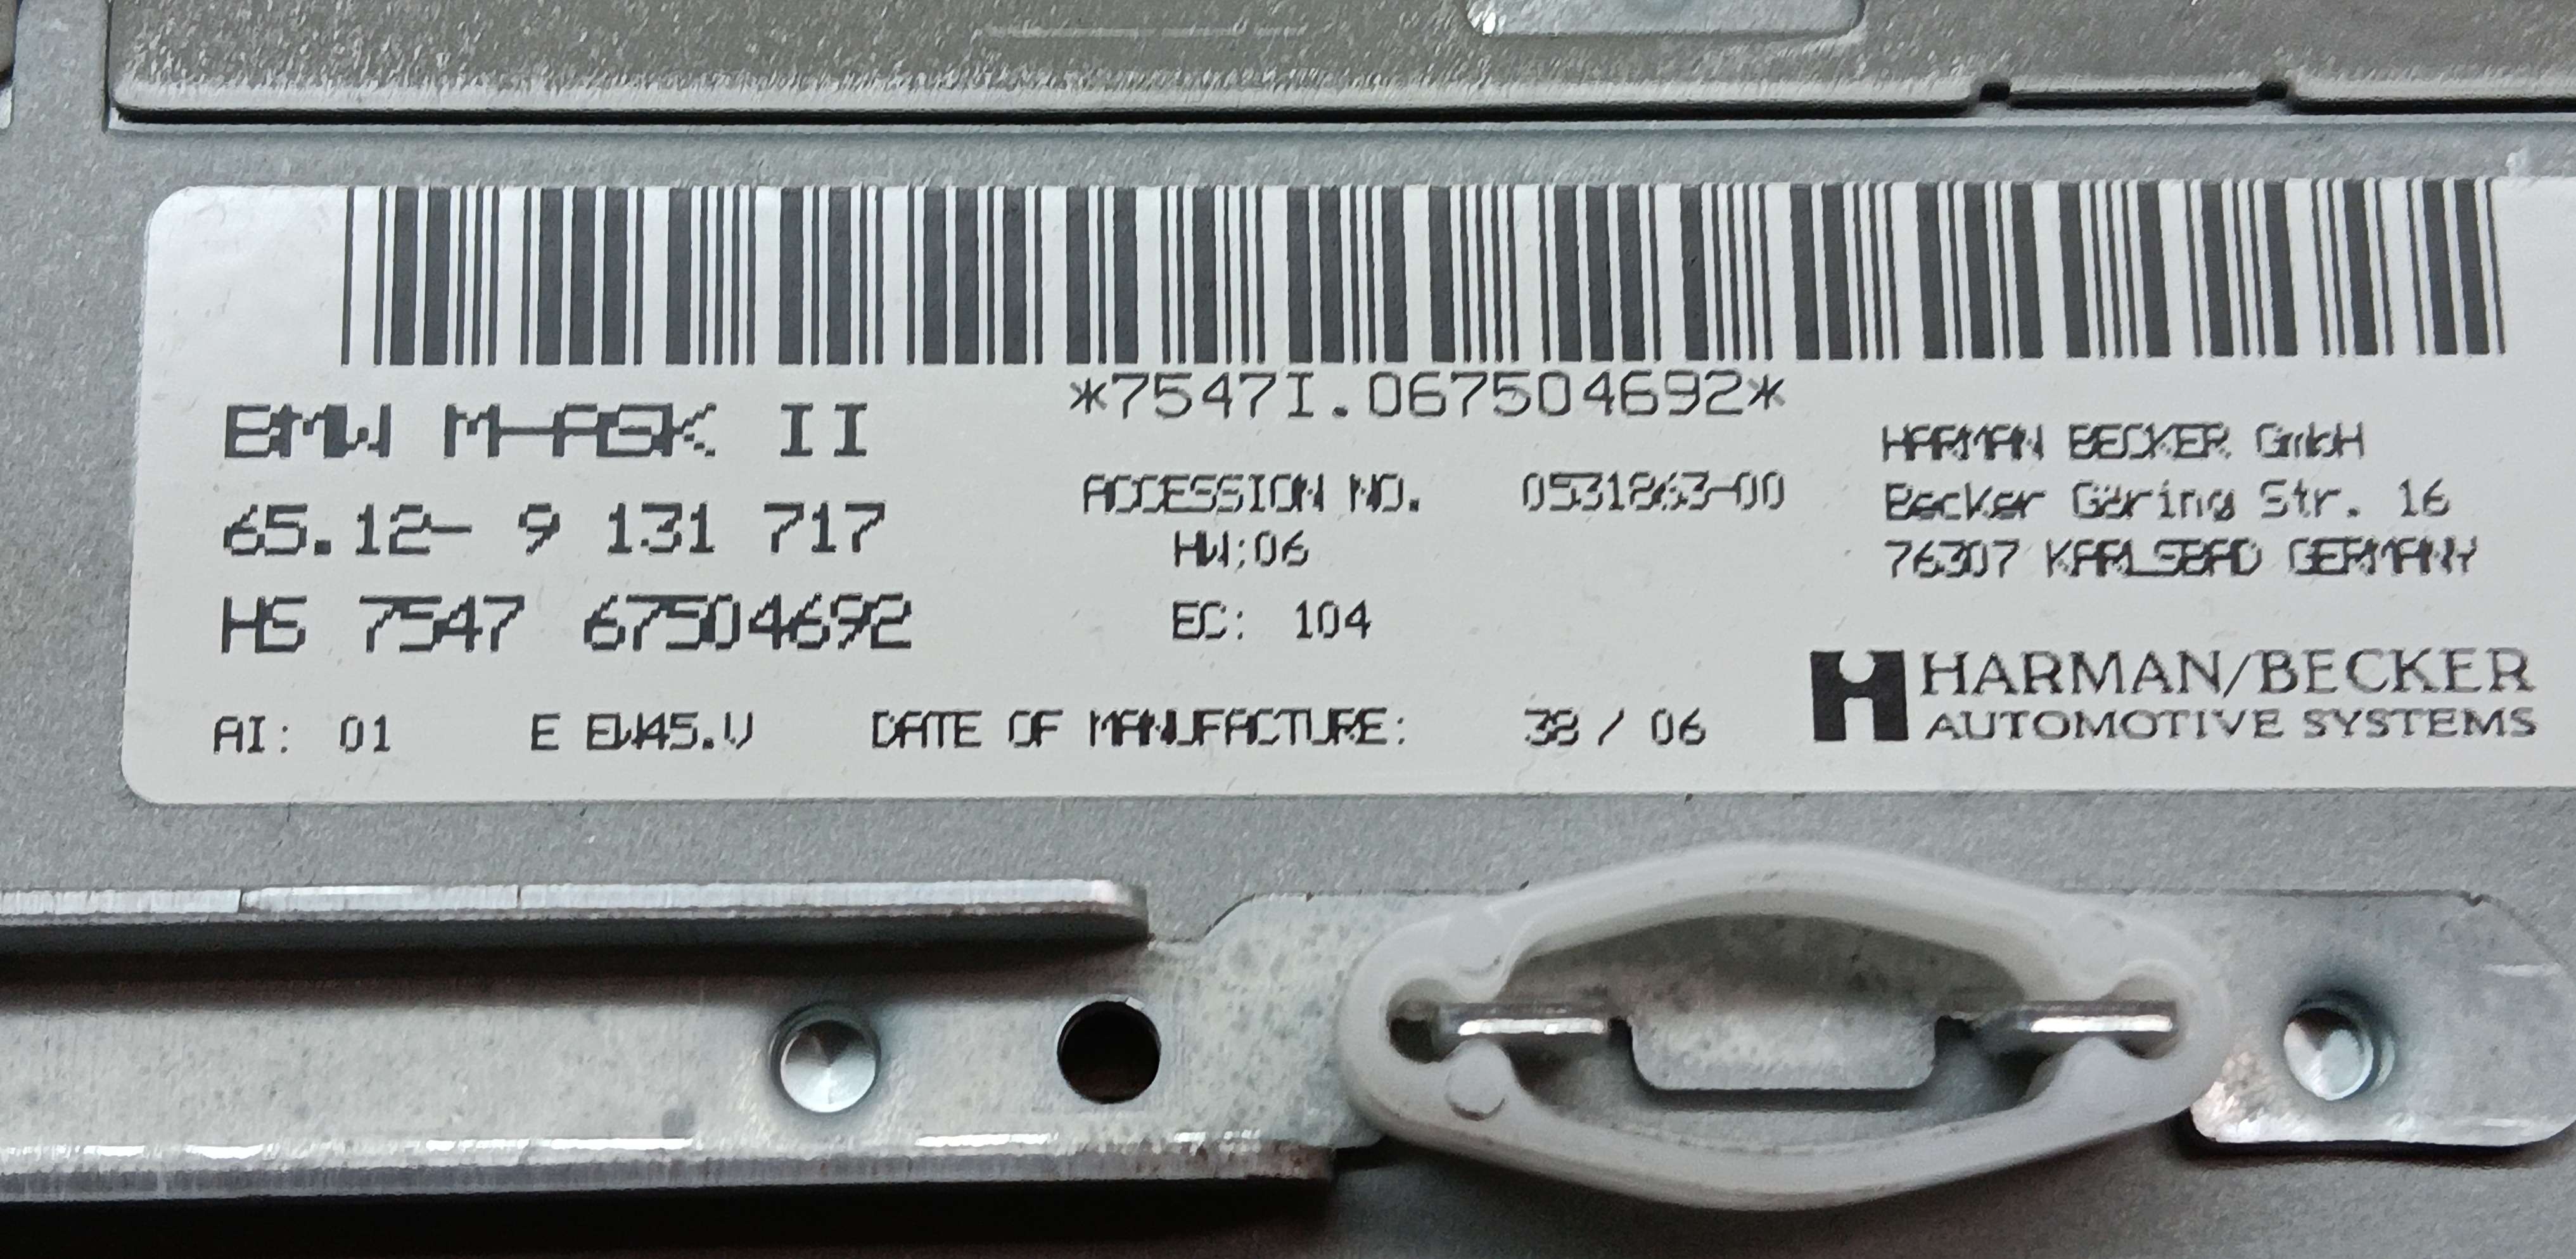 *7547I.067504692*
BMW M-ASK II
65.12- 9 131 717
HS 7547 67504692
AI: 01 E EW45.V DATE OF MANUFACTURE: 38 / 06
ACCESSION NO. 0531863-00
HW:06
EC: 104
HARMAN BECKER GmbH
Becker Göring Str. 16
76307 KARLSBAD GERMANY
HARMAN/BECKER
AUTOMOTIVE SYSTEMS